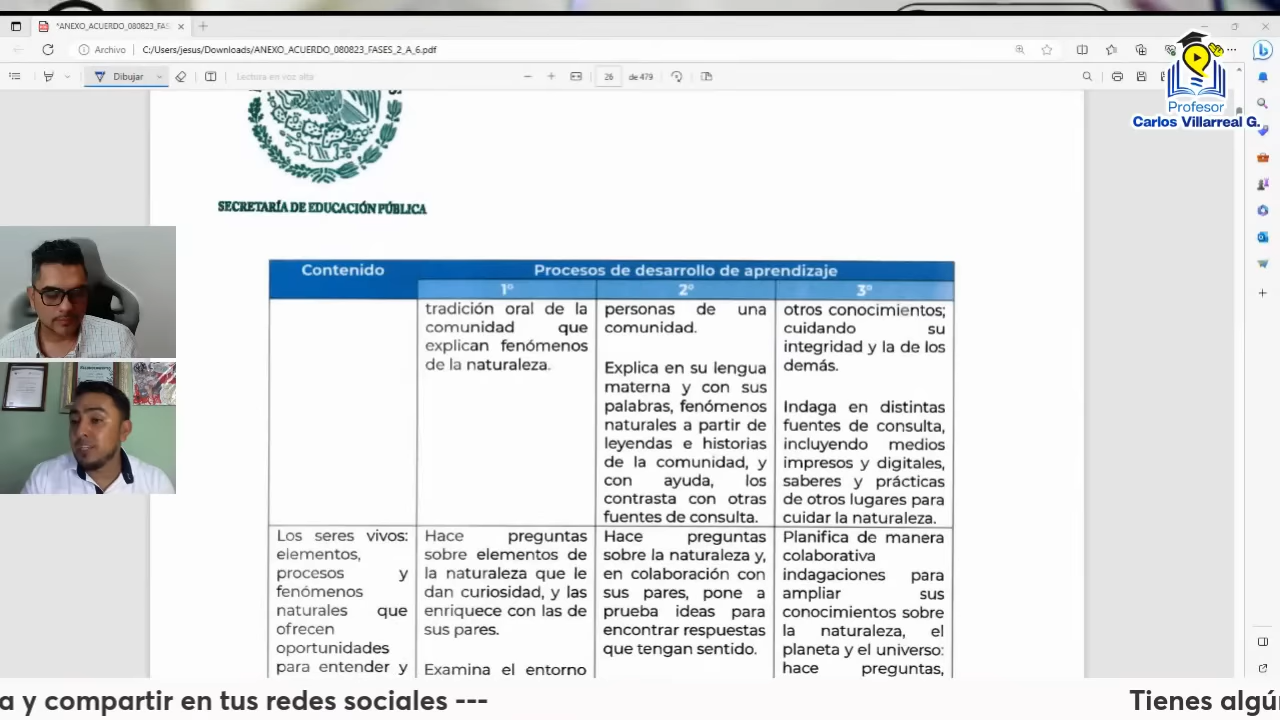 *ANEXO_ACUERDO_080823_FAS
Archivo
C:/Users/jesus/Downloads/ANEXO_ACUERDO_080823_FASES_2_A_6.pdf
Dibujar
Lectura en voz alta
26
de 479
Profesor
Carlos Villarreal G.
SECRETARÍA DE EDUCACIÓN PÚBLICA
Contenido
Procesos de desarrollo de aprendizaje
1°
2°
3°
tradición oral de la
comunidad que
explican fenómenos
de la naturaleza.
personas de una
comunidad.
Explica en su lengua
materna y con sus
palabras, fenómenos
naturales a partir de
leyendas e historias
de la comunidad, y
con ayuda, los
contrasta con otras
fuentes de consulta.
otros conocimientos;
cuidando su
integridad y la de los
demás.
Indaga en distintas
fuentes de consulta,
incluyendo medios
impresos y digitales,
saberes y prácticas
de otros lugares para
cuidar la naturaleza.
Los seres vivos:
elementos,
procesos y
fenómenos
naturales que
ofrecen
oportunidades
para entender y
Hace preguntas
sobre elementos de
la naturaleza que le
dan curiosidad, y las
enriquece con las de
sus pares.
Examina el entorno
Hace preguntas
sobre la naturaleza y,
en colaboración con
sus pares, pone a
prueba ideas para
encontrar respuestas
que tengan sentido.
Planifica de manera
colaborativa
indagaciones para
ampliar sus
conocimientos sobre
la naturaleza, el
planeta y el universo:
hace preguntas,
a y compartir en tus redes sociales ---
Tienes algún